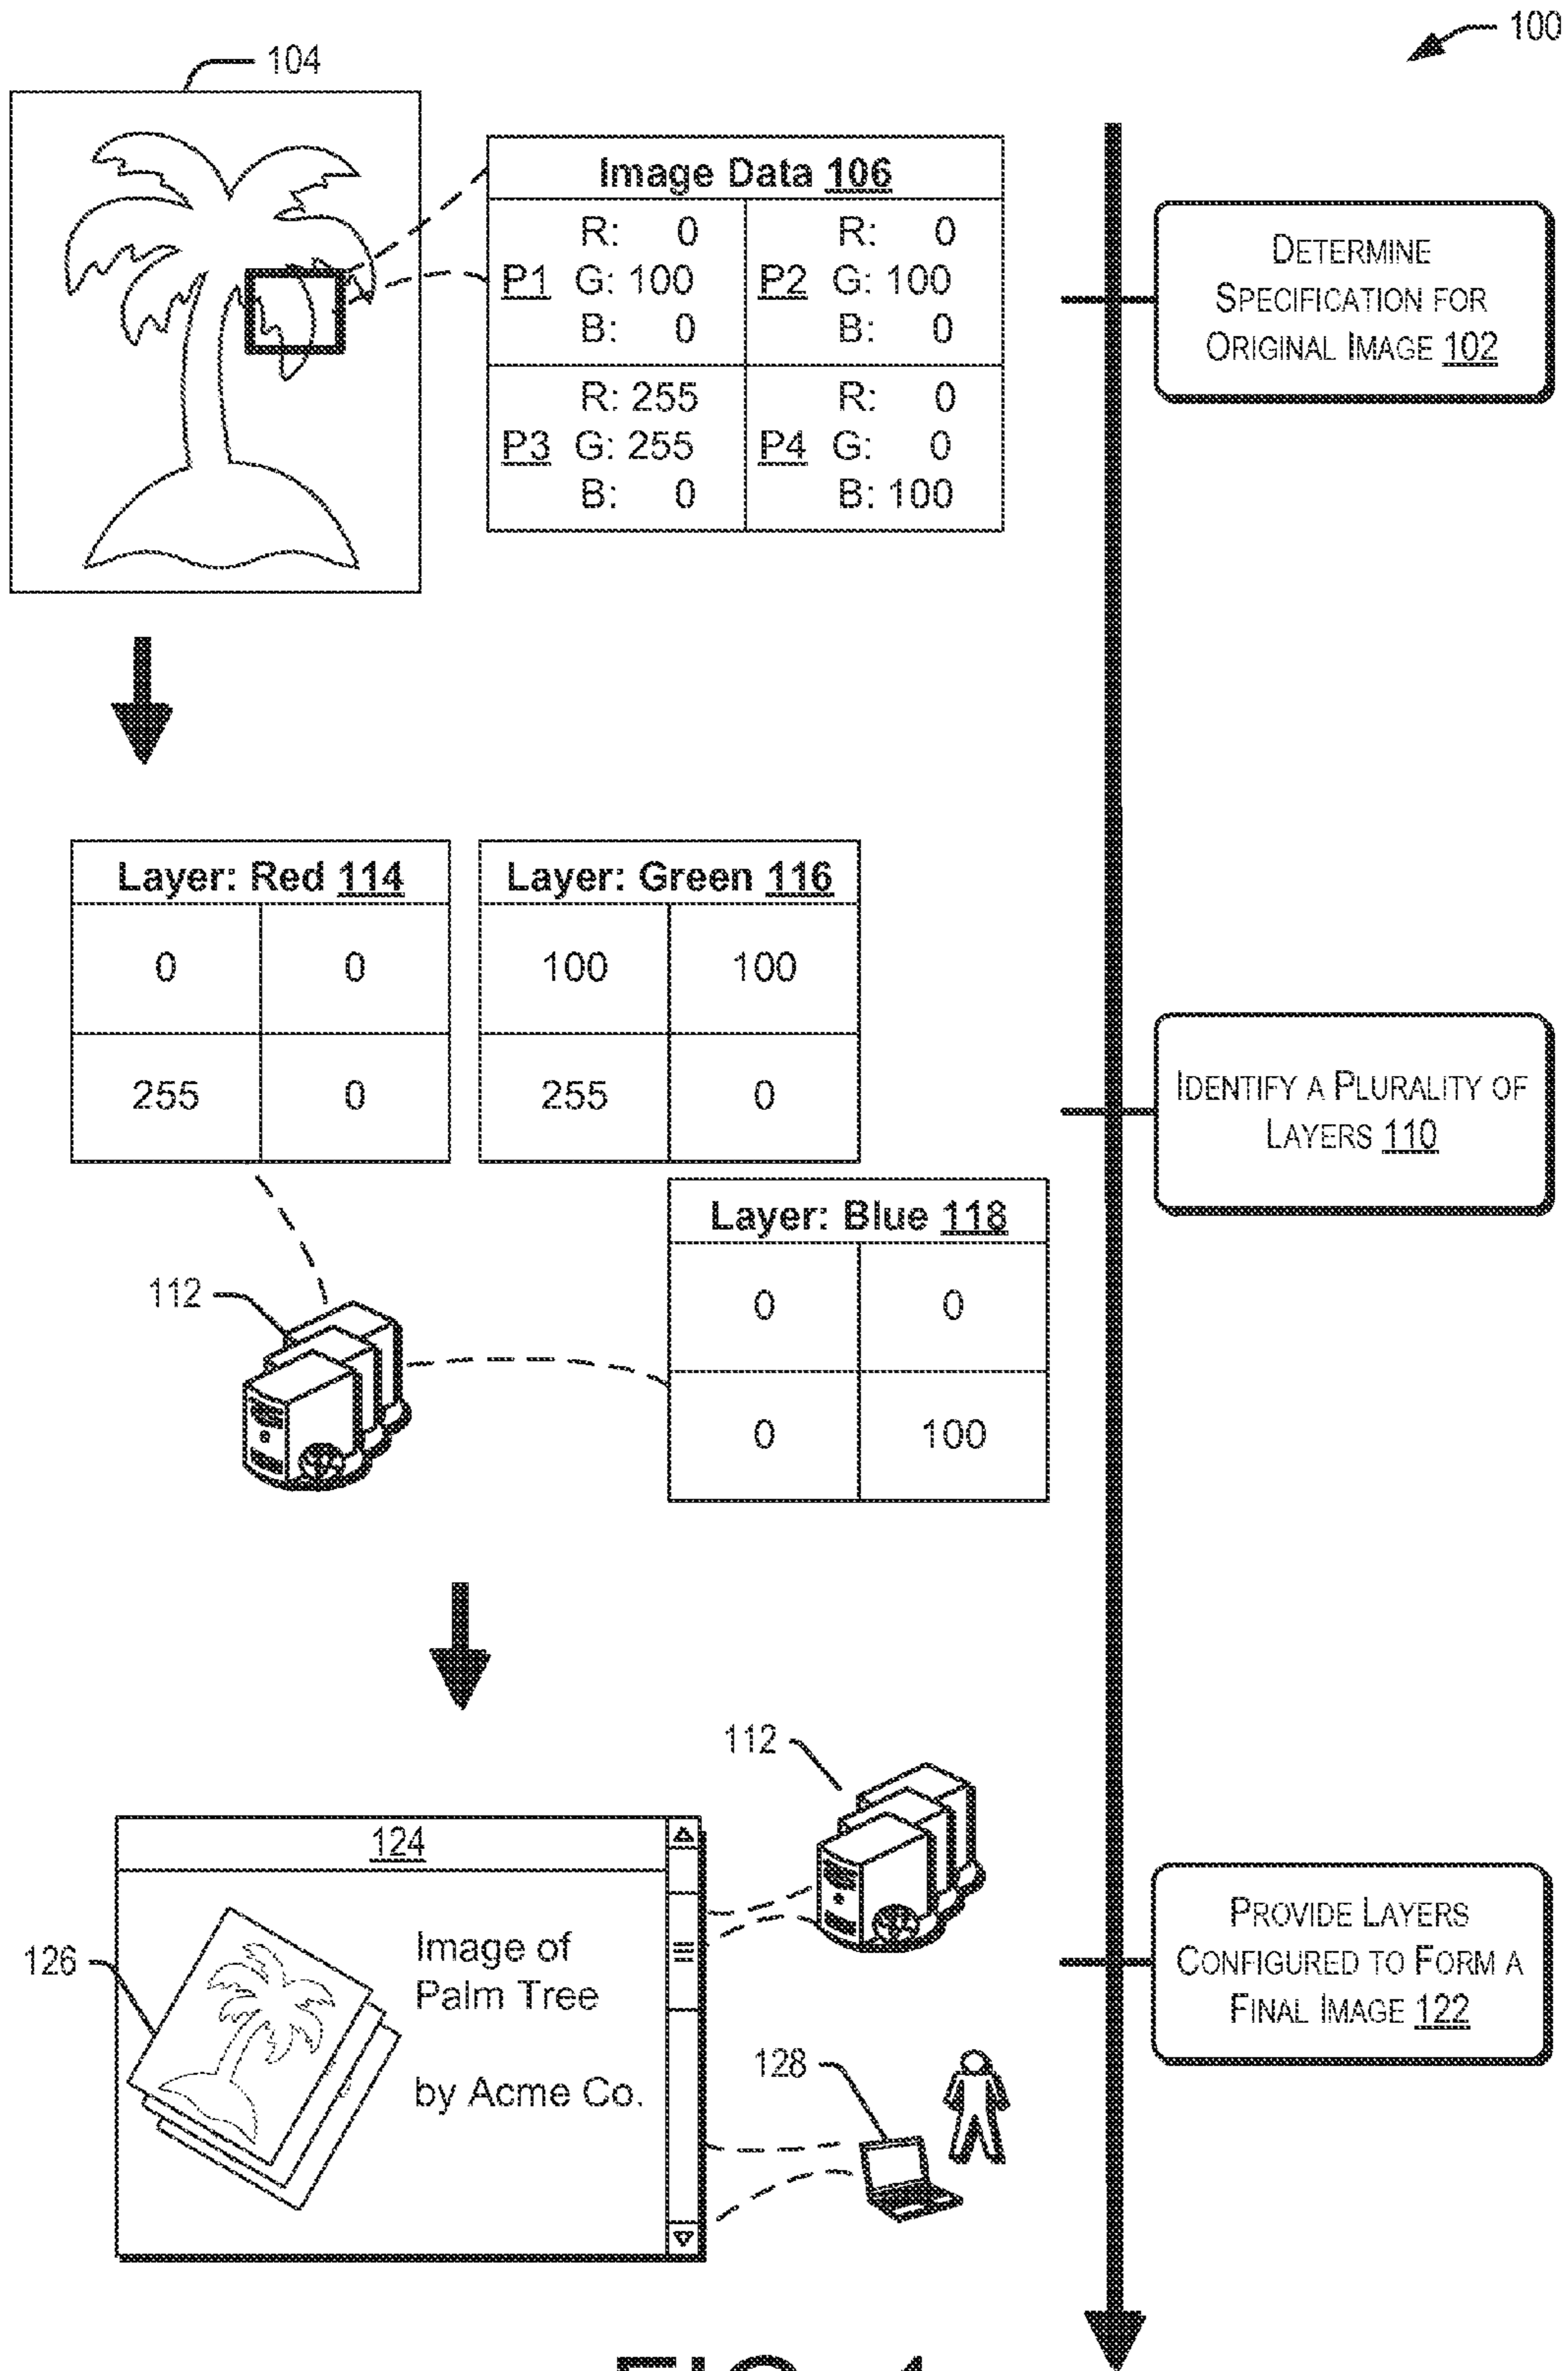 100
104
Image Data 106
R: 0
P1 G: 100
B: 0
R: 0
P2 G: 100
B: 0
R: 255
P3 G: 255
B: 0
R: 0
P4 G: 0
B: 100
DETERMINE
SPECIFICATION FOR
ORIGINAL IMAGE 102
Layer: Red 114
0 0
255 0
Layer: Green 116
100 100
255 0
IDENTIFY A PLURALITY OF
LAYERS 110
Layer: Blue 118
0 0
0 100
112
112
124
126
Image of
Palm Tree
by Acme Co.
128
PROVIDE LAYERS
CONFIGURED TO FORM A
FINAL IMAGE 122